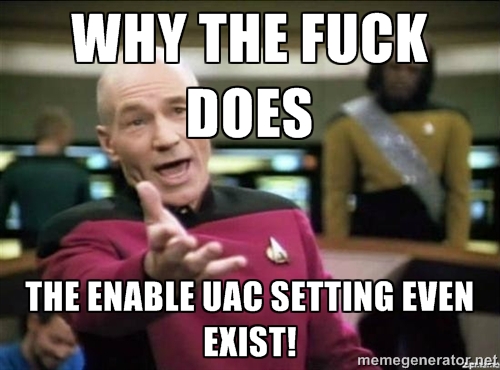 WHY THE FUCK
DOES
THE ENABLE UAC SETTING EVEN
EXIST!
memegenerator.net